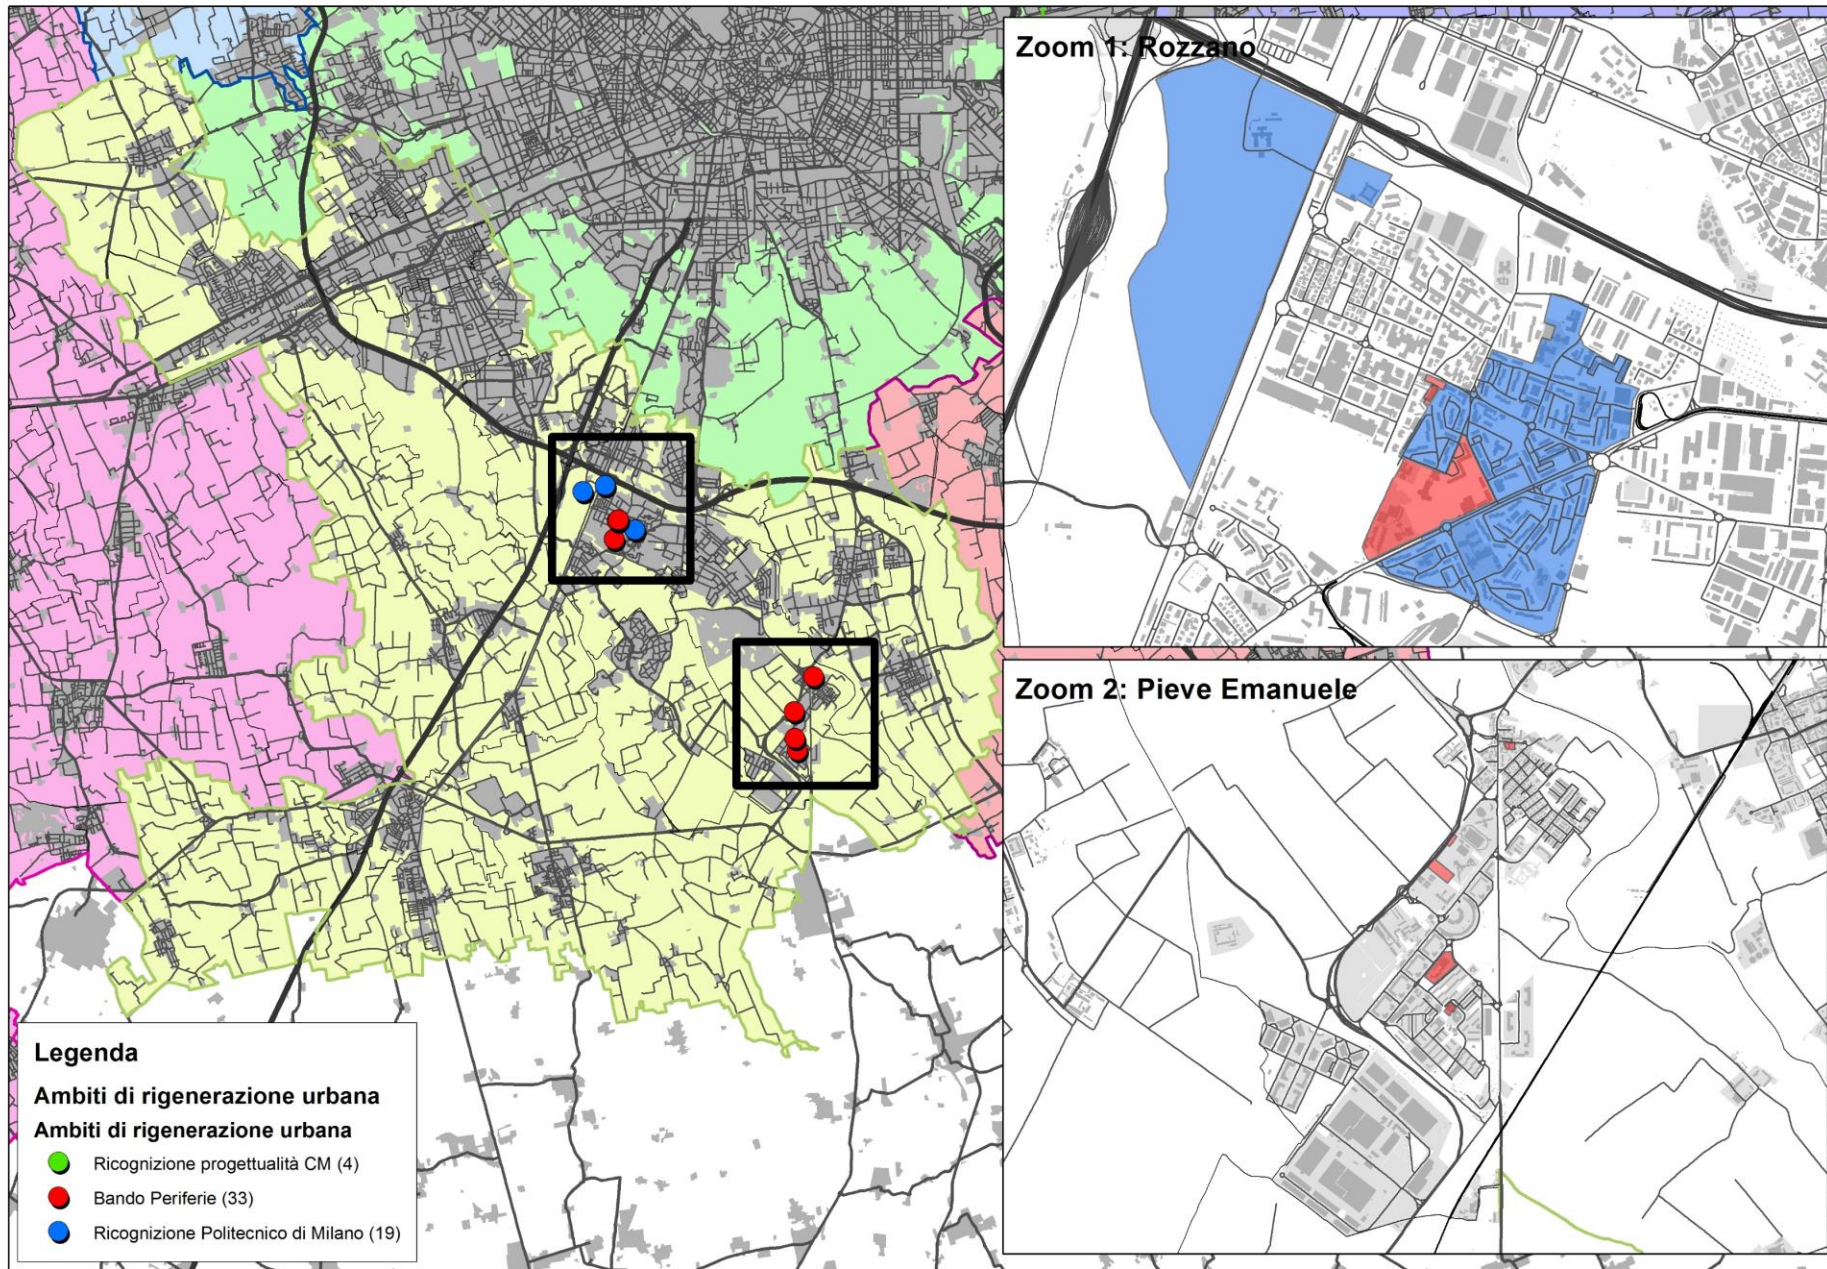 Zoom 1: Rozzano
Zoom 2: Pieve Emanuele
Legenda
Ambiti di rigenerazione urbana
Ambiti di rigenerazione urbana
Ricognizione progettualità CM (4)
Bando Periferie (33)
Ricognizione Politecnico di Milano (19)